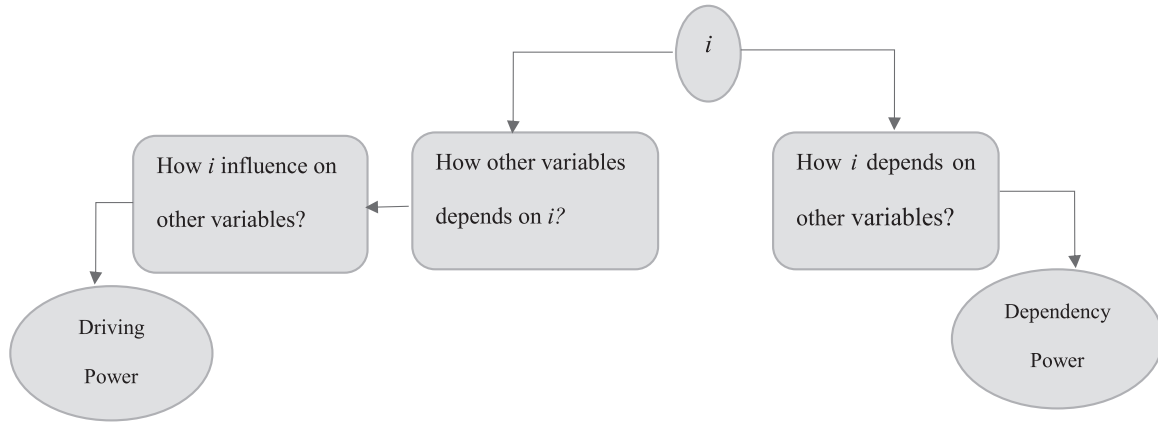 i
How i influence on
other variables?
How other variables
depends on i?
How i depends on
other variables?
Driving
Power
Dependency
Power